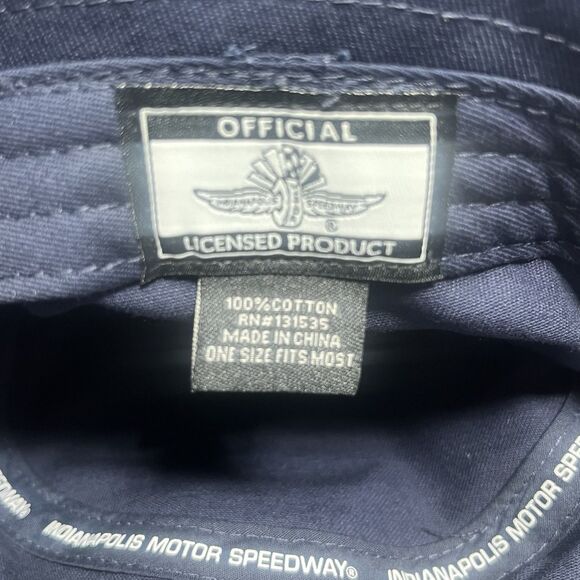 OFFICIAL
®
LICENSED PRODUCT
100% COTTON
RN#131535
MADE IN CHINA
ONE SIZE FITS MOST
INDIANAPOLIS MOTOR SPEEDWAY®
INDIANAPOLIS MOTOR